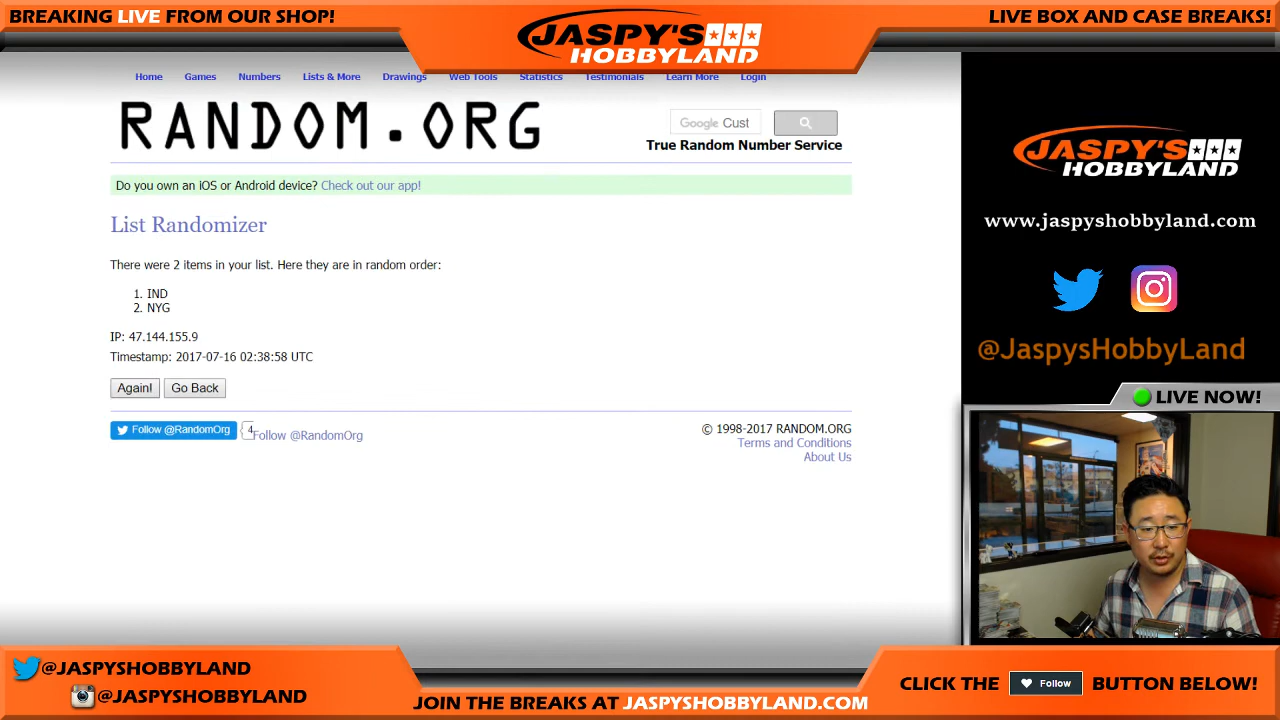 BREAKING LIVE FROM OUR SHOP!
JASPY'S
HOBBYLAND
LIVE BOX AND CASE BREAKS!
Home Games Numbers Lists & More Drawings Web Tools Statistics Testimonials Learn More Login
RANDOM.ORG
Google Cust
True Random Number Service
Do you own an iOS or Android device? Check out our app!
List Randomizer
There were 2 items in your list. Here they are in random order:
1. IND
2. NYG
IP: 47.144.155.9
Timestamp: 2017-07-16 02:38:58 UTC
Again! Go Back
Follow @RandomOrg 4 Follow @RandomOrg
© 1998-2017 RANDOM.ORG
Terms and Conditions
About Us
JASPY'S
HOBBYLAND
www.jaspyshobbyland.com
@JaspysHobbyLand
LIVE NOW!
@JASPYSHOBBYLAND
@JASPYSHOBBYLAND
JOIN THE BREAKS AT JASPYSHOBBYLAND.COM
CLICK THE Follow BUTTON BELOW!